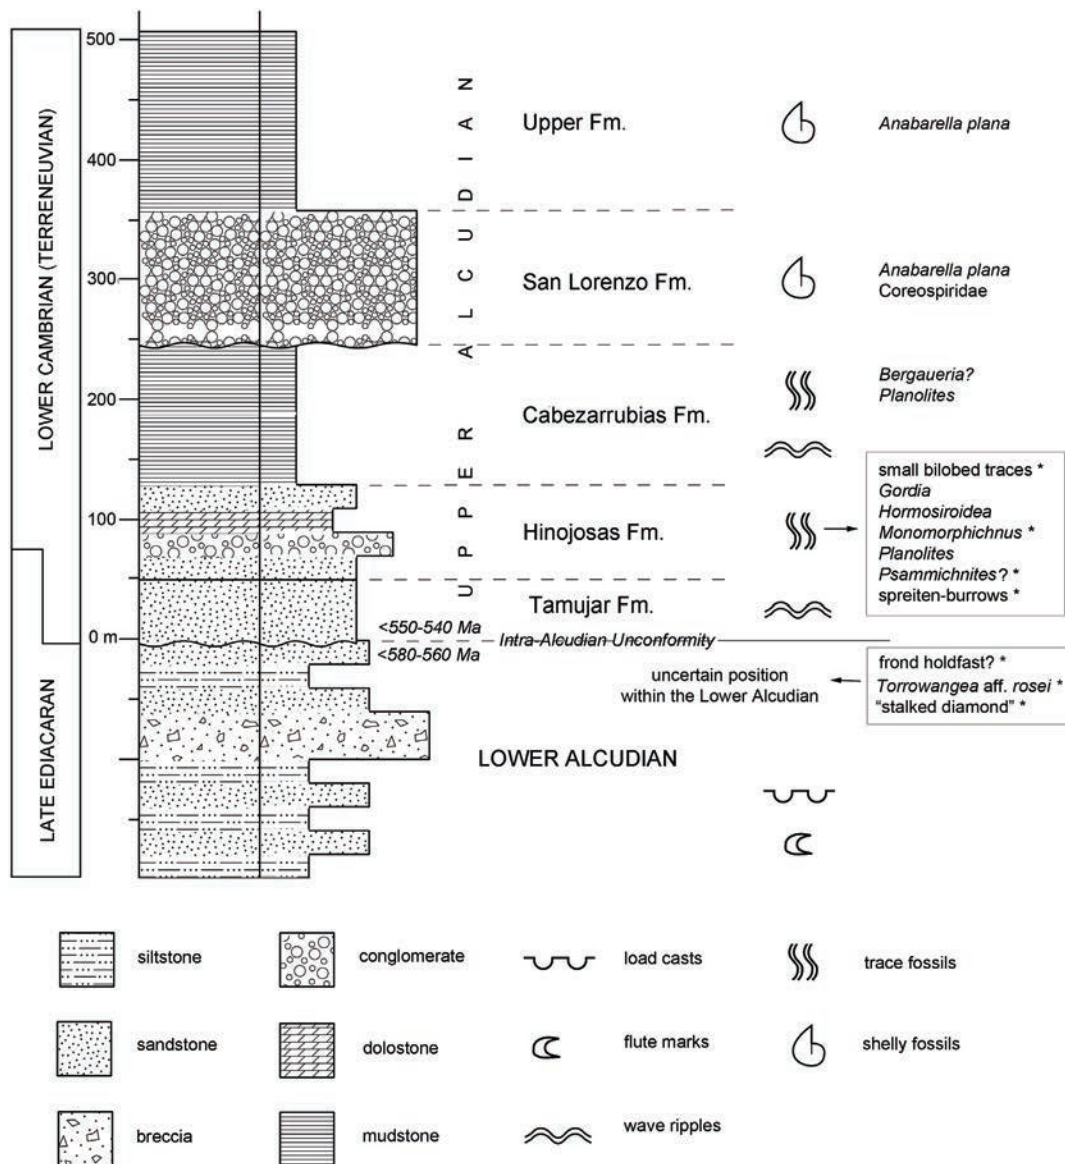 500
400
300
200
100
0 m
LOWER CAMBRIAN (TERRENEUVIAN)
LATE EDIACARAN
UPPER ALCUDIAN
Upper Fm.
Anabarella plana
San Lorenzo Fm.
Anabarella plana
Coreospiridae
Cabezarrubias Fm.
Bergaueria?
Planolites
Hinojosas Fm.
small bilobed traces *
Gordia
Hormosiroidea
Monomorphichnus *
Planolites
Psammichnites? *
spreiten-burrows *
Tamujar Fm.
<550-540 Ma
Intra-Alcudian Unconformity
<580-560 Ma
uncertain position
within the Lower Alcudian
frond holdfast? *
Torrowangea aff. rosei *
“stalked diamond” *
LOWER ALCUDIAN
siltstone
conglomerate
load casts
trace fossils
sandstone
dolostone
flute marks
shelly fossils
breccia
mudstone
wave ripples